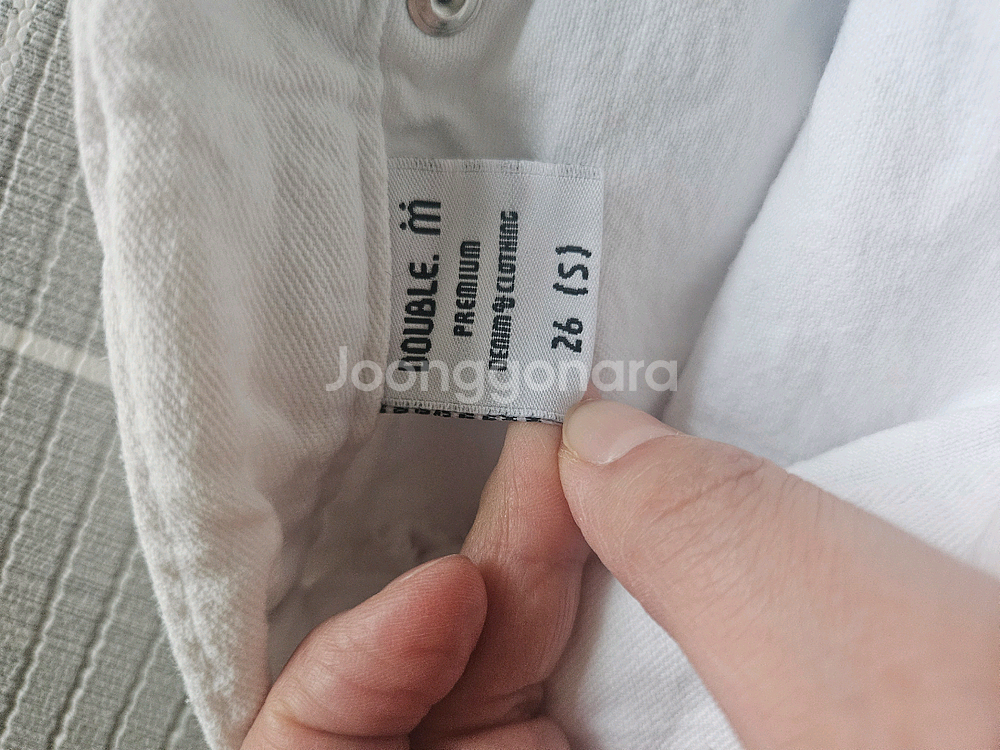 DOUBLE. m̈
PREMIUM
DENIM & CLOTHING
26 (S)
Joonggonara